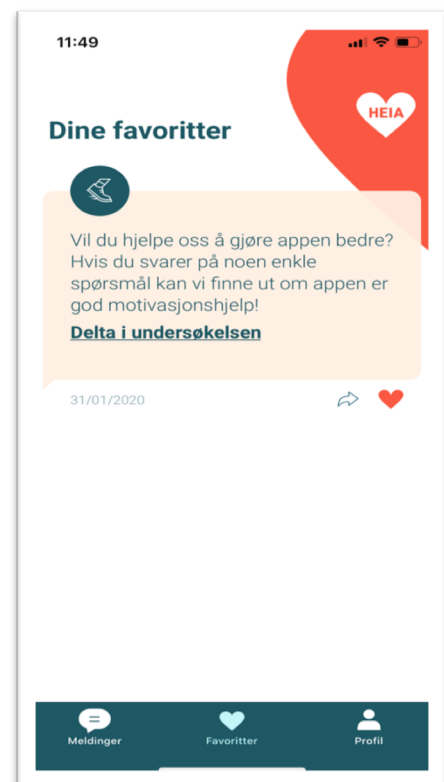 11:49
HEIA
Dine favoritter
Vil du hjelpe oss å gjøre appen bedre?
Hvis du svarer på noen enkle
spørsmål kan vi finne ut om appen er
god motivasjonshjelp!
Delta i undersøkelsen
31/01/2020
Meldinger Favoritter Profil